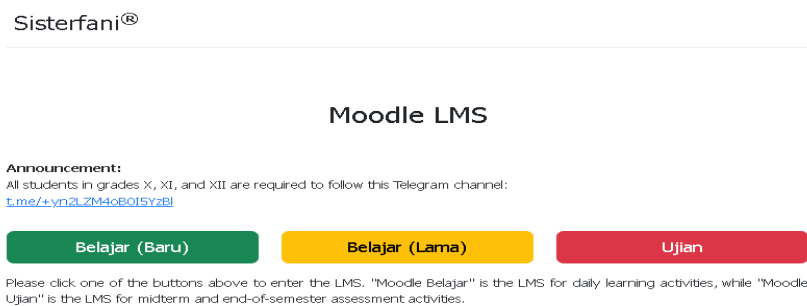 Sisterfani®
Moodle LMS
Announcement:
All students in grades X, XI, and XII are required to follow this Telegram channel:
t.me/+yn2LZM4oB0I5YzBl
Belajar (Baru)
Belajar (Lama)
Ujian
Please click one of the buttons above to enter the LMS. "Moodle Belajar" is the LMS for daily learning activities, while "Moodle
Ujian" is the LMS for midterm and end-of-semester assessment activities.